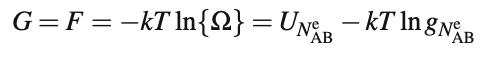 G = F = −kT ln{Ω} = U_{N^e_{AB}} − kT ln g_{N^e_{AB}}